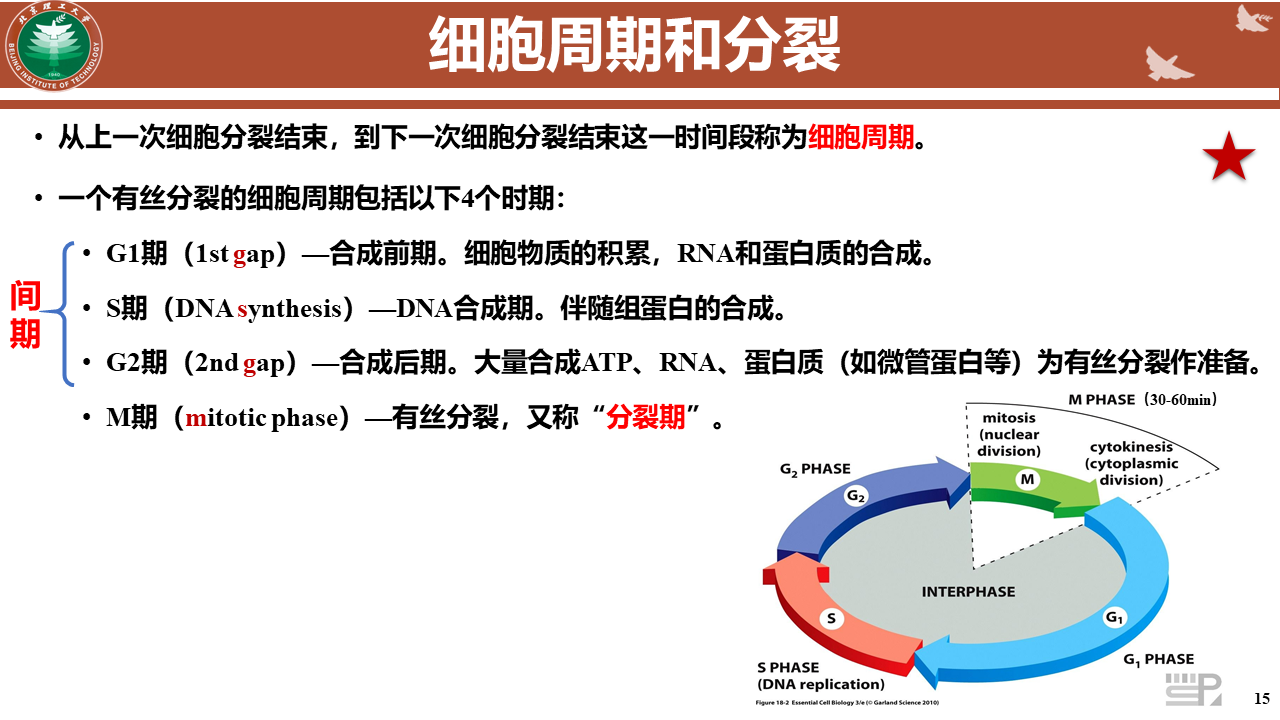 北京理工大学
BEIJING INSTITUTE OF TECHNOLOGY
1940
细胞周期和分裂
• 从上一次细胞分裂结束，到下一次细胞分裂结束这一时间段称为细胞周期。
• 一个有丝分裂的细胞周期包括以下4个时期：
间期
• G1期（1st gap）—合成前期。细胞物质的积累，RNA和蛋白质的合成。
• S期（DNA synthesis）—DNA合成期。伴随组蛋白的合成。
• G2期（2nd gap）—合成后期。大量合成ATP、RNA、蛋白质（如微管蛋白等）为有丝分裂作准备。
• M期（mitotic phase）—有丝分裂，又称“分裂期”。
M PHASE（30-60min）
mitosis
(nuclear
division)
cytokinesis
(cytoplasmic
division)
G₂ PHASE
G₂
M
INTERPHASE
S
G₁
G₁ PHASE
S PHASE
(DNA replication)
Figure 18-2 Essential Cell Biology 3/e (© Garland Science 2010)
15